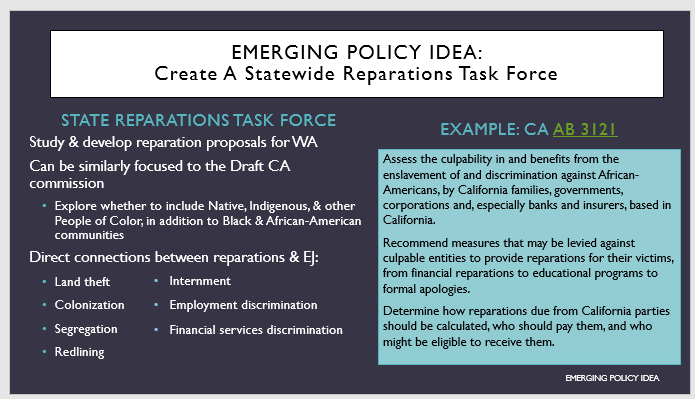 EMERGING POLICY IDEA:
Create A Statewide Reparations Task Force
STATE REPARATIONS TASK FORCE
Study & develop reparation proposals for WA
Can be similarly focused to the Draft CA
commission
• Explore whether to include Native, Indigenous, & other
People of Color, in addition to Black & African-American
communities
Direct connections between reparations & EJ:
• Land theft
• Colonization
• Segregation
• Redlining
• Internment
• Employment discrimination
• Financial services discrimination
EXAMPLE: CA AB 3121
Assess the culpability in and benefits from the
enslavement of and discrimination against African-
Americans, by California families, governments,
corporations and, especially banks and insurers, based in
California.
Recommend measures that may be levied against
culpable entities to provide reparations for their victims,
from financial reparations to educational programs to
formal apologies.
Determine how reparations due from California parties
should be calculated, who should pay them, and who
might be eligible to receive them.
EMERGING POLICY IDEA